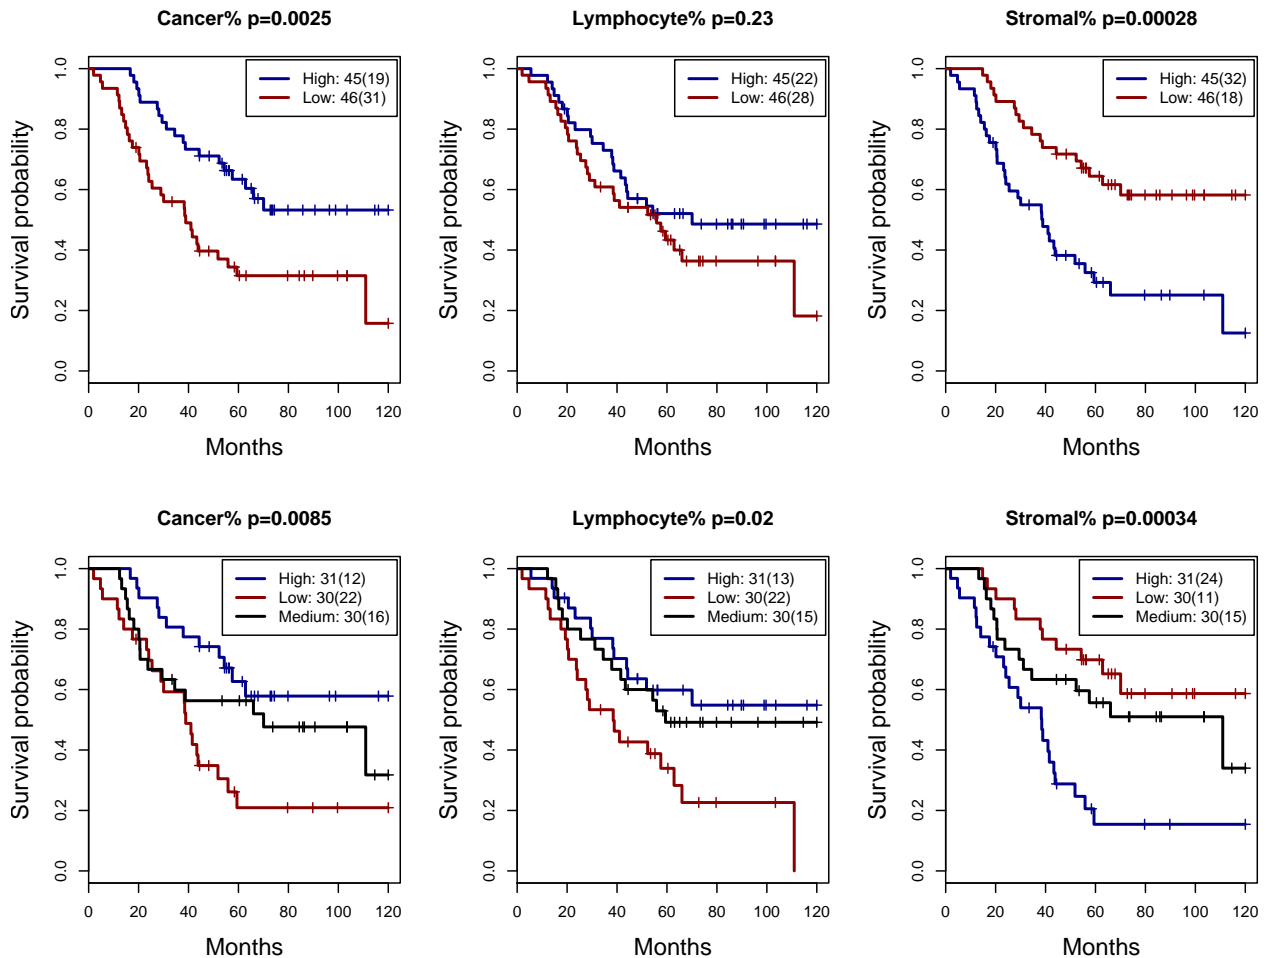 Cancer% p=0.0025
Survival probability
1.0
0.8
0.6
0.4
0.2
0.0
High: 45(19)
Low: 46(31)
0 20 40 60 80 100 120
Months
Lymphocyte% p=0.23
Survival probability
1.0
0.8
0.6
0.4
0.2
0.0
High: 45(22)
Low: 46(28)
0 20 40 60 80 100 120
Months
Stromal% p=0.00028
Survival probability
1.0
0.8
0.6
0.4
0.2
0.0
High: 45(32)
Low: 46(18)
0 20 40 60 80 100 120
Months
Cancer% p=0.0085
Survival probability
1.0
0.8
0.6
0.4
0.2
0.0
High: 31(12)
Low: 30(22)
Medium: 30(16)
0 20 40 60 80 100 120
Months
Lymphocyte% p=0.02
Survival probability
1.0
0.8
0.6
0.4
0.2
0.0
High: 31(13)
Low: 30(22)
Medium: 30(15)
0 20 40 60 80 100 120
Months
Stromal% p=0.00034
Survival probability
1.0
0.8
0.6
0.4
0.2
0.0
High: 31(24)
Low: 30(11)
Medium: 30(15)
0 20 40 60 80 100 120
Months